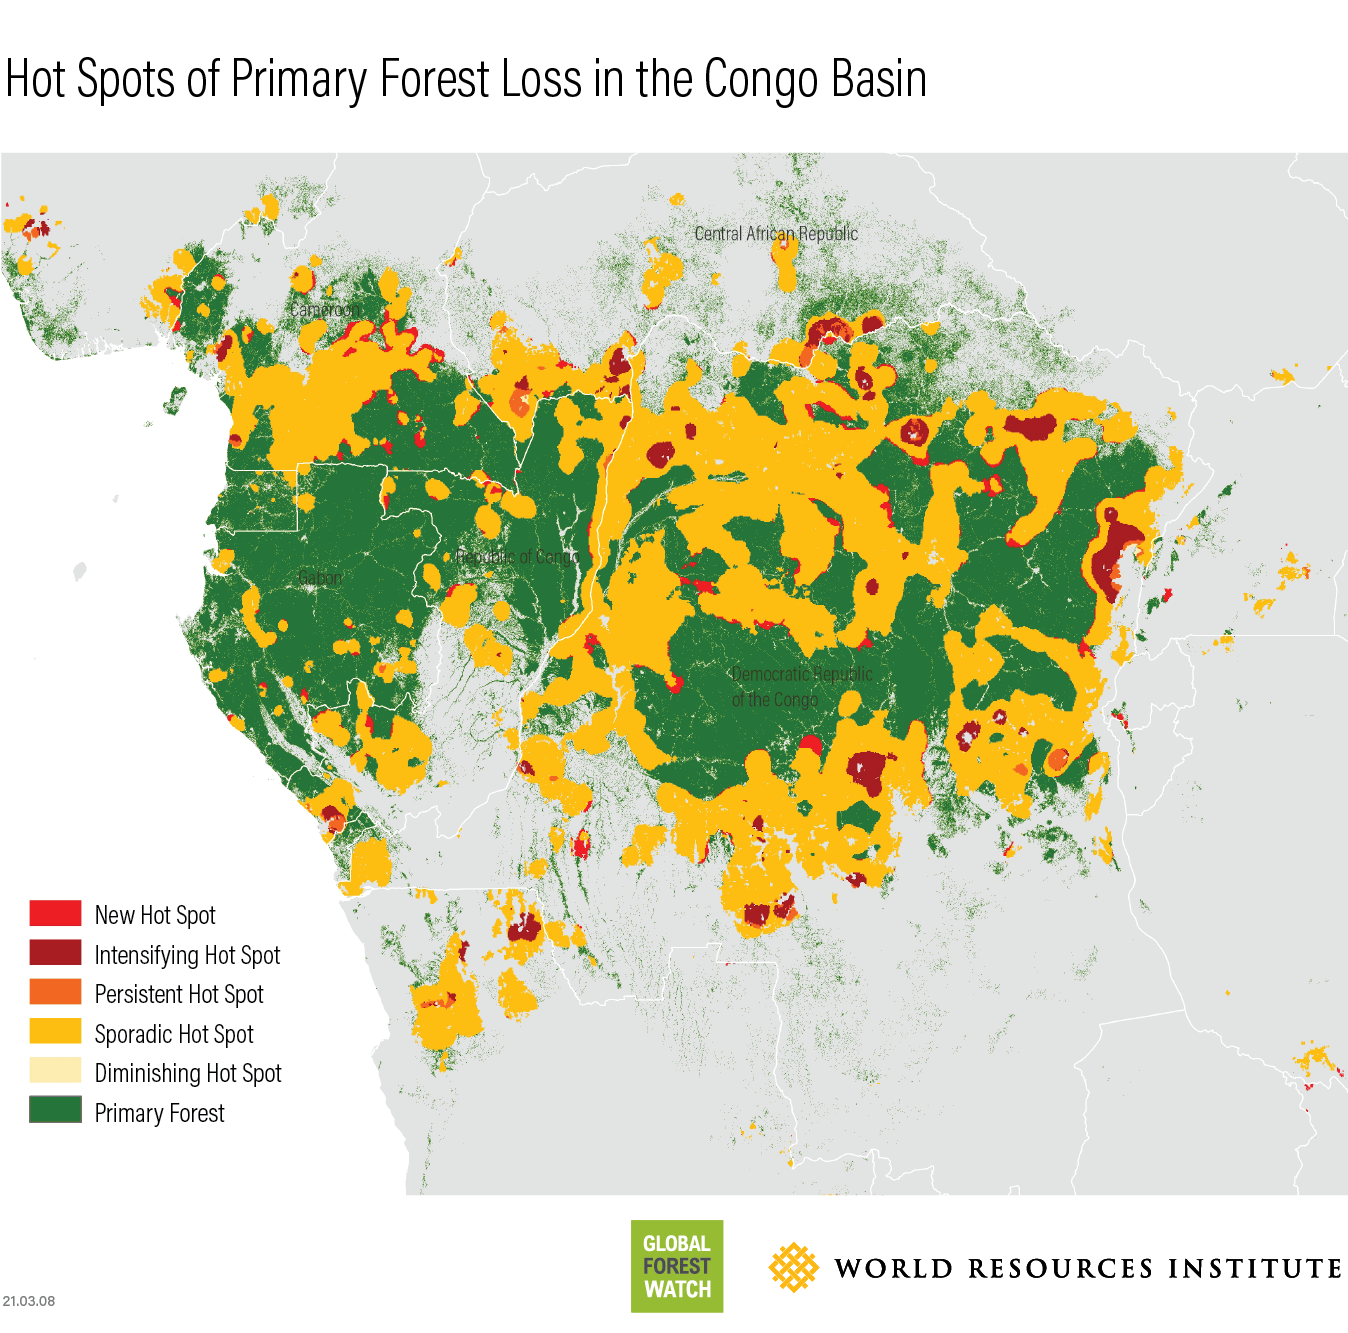 Hot Spots of Primary Forest Loss in the Congo Basin
Central African Republic
Cameroon
Republic of Congo
Gabon
Democratic Republic
of the Congo
New Hot Spot
Intensifying Hot Spot
Persistent Hot Spot
Sporadic Hot Spot
Diminishing Hot Spot
Primary Forest
GLOBAL
FOREST
WATCH
WORLD RESOURCES INSTITUTE
21.03.08